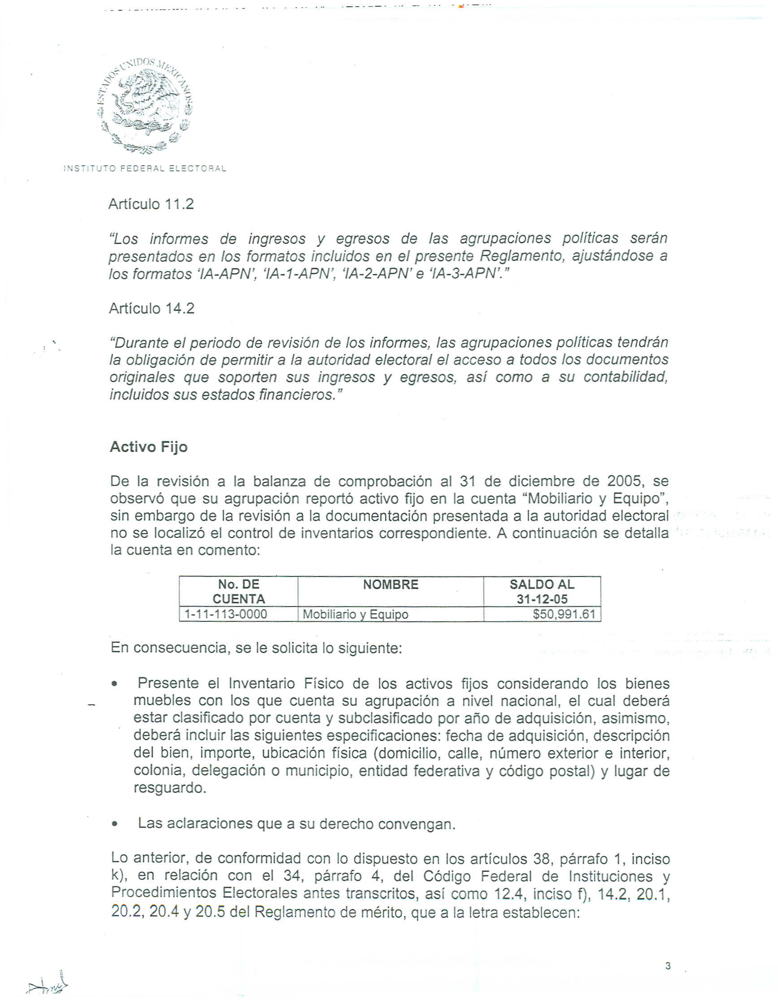 ESTADOS UNIDOS MEXICANOS
INSTITUTO FEDERAL ELECTORAL
Artículo 11.2
“Los informes de ingresos y egresos de las agrupaciones políticas serán
presentados en los formatos incluidos en el presente Reglamento, ajustándose a
los formatos ‘IA-APN’, ‘IA-1-APN’, ‘IA-2-APN’ e ‘IA-3-APN’.”
Artículo 14.2
“Durante el periodo de revisión de los informes, las agrupaciones políticas tendrán
la obligación de permitir a la autoridad electoral el acceso a todos los documentos
originales que soporten sus ingresos y egresos, así como a su contabilidad,
incluidos sus estados financieros.”
Activo Fijo
De la revisión a la balanza de comprobación al 31 de diciembre de 2005, se
observó que su agrupación reportó activo fijo en la cuenta “Mobiliario y Equipo”,
sin embargo de la revisión a la documentación presentada a la autoridad electoral
no se localizó el control de inventarios correspondiente. A continuación se detalla
la cuenta en comento:
No. DE CUENTA NOMBRE SALDO AL 31-12-05
1-11-113-0000 Mobiliario y Equipo $50,991.61
En consecuencia, se le solicita lo siguiente:
• Presente el Inventario Físico de los activos fijos considerando los bienes
muebles con los que cuenta su agrupación a nivel nacional, el cual deberá
estar clasificado por cuenta y subclasificado por año de adquisición, asimismo,
deberá incluir las siguientes especificaciones: fecha de adquisición, descripción
del bien, importe, ubicación física (domicilio, calle, número exterior e interior,
colonia, delegación o municipio, entidad federativa y código postal) y lugar de
resguardo.
• Las aclaraciones que a su derecho convengan.
Lo anterior, de conformidad con lo dispuesto en los artículos 38, párrafo 1, inciso
k), en relación con el 34, párrafo 4, del Código Federal de Instituciones y
Procedimientos Electorales antes transcritos, así como 12.4, inciso f), 14.2, 20.1,
20.2, 20.4 y 20.5 del Reglamento de mérito, que a la letra establecen:
3